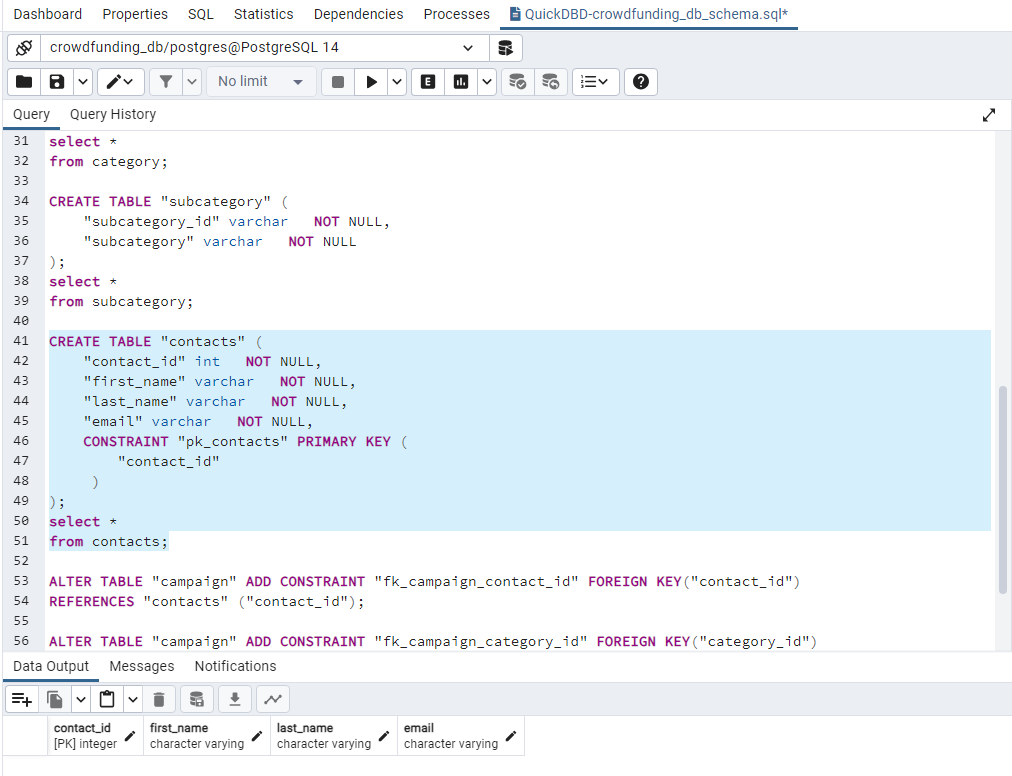 Dashboard Properties SQL Statistics Dependencies Processes QuickDBD-crowdfunding_db_schema.sql*
crowdfunding_db/postgres@PostgreSQL 14
No limit E
Query Query History
31 select *
32 from category;
33
34 CREATE TABLE "subcategory" (
35 "subcategory_id" varchar NOT NULL,
36 "subcategory" varchar NOT NULL
37 );
38 select *
39 from subcategory;
40
41 CREATE TABLE "contacts" (
42 "contact_id" int NOT NULL,
43 "first_name" varchar NOT NULL,
44 "last_name" varchar NOT NULL,
45 "email" varchar NOT NULL,
46 CONSTRAINT "pk_contacts" PRIMARY KEY (
47 "contact_id"
48 )
49 );
50 select *
51 from contacts;
52
53 ALTER TABLE "campaign" ADD CONSTRAINT "fk_campaign_contact_id" FOREIGN KEY("contact_id")
54 REFERENCES "contacts" ("contact_id");
55
56 ALTER TABLE "campaign" ADD CONSTRAINT "fk_campaign_category_id" FOREIGN KEY("category_id")
Data Output Messages Notifications
contact_id first_name last_name email
[PK] integer character varying character varying character varying